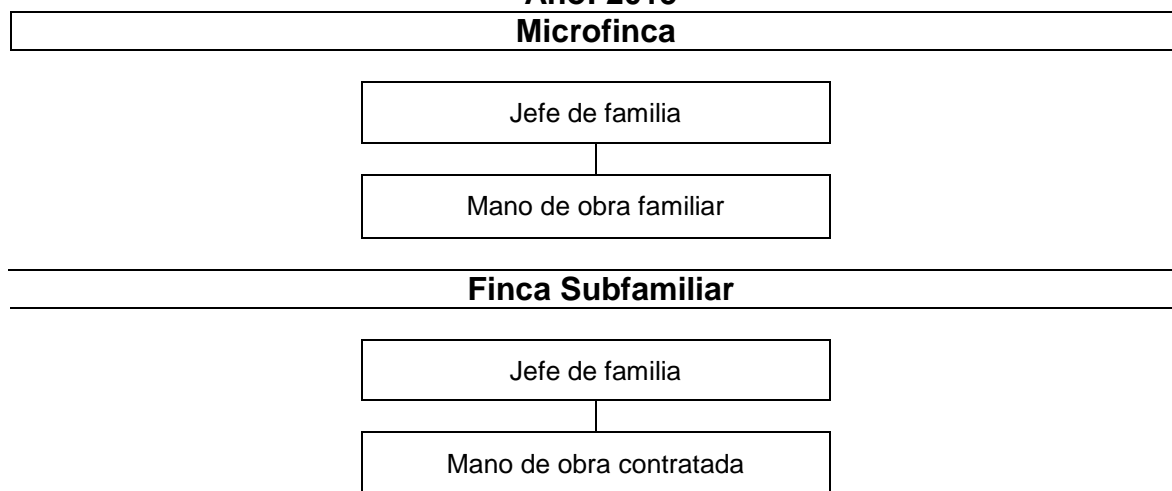 Microfinca
Jefe de familia
Mano de obra familiar
Finca Subfamiliar
Jefe de familia
Mano de obra contratada